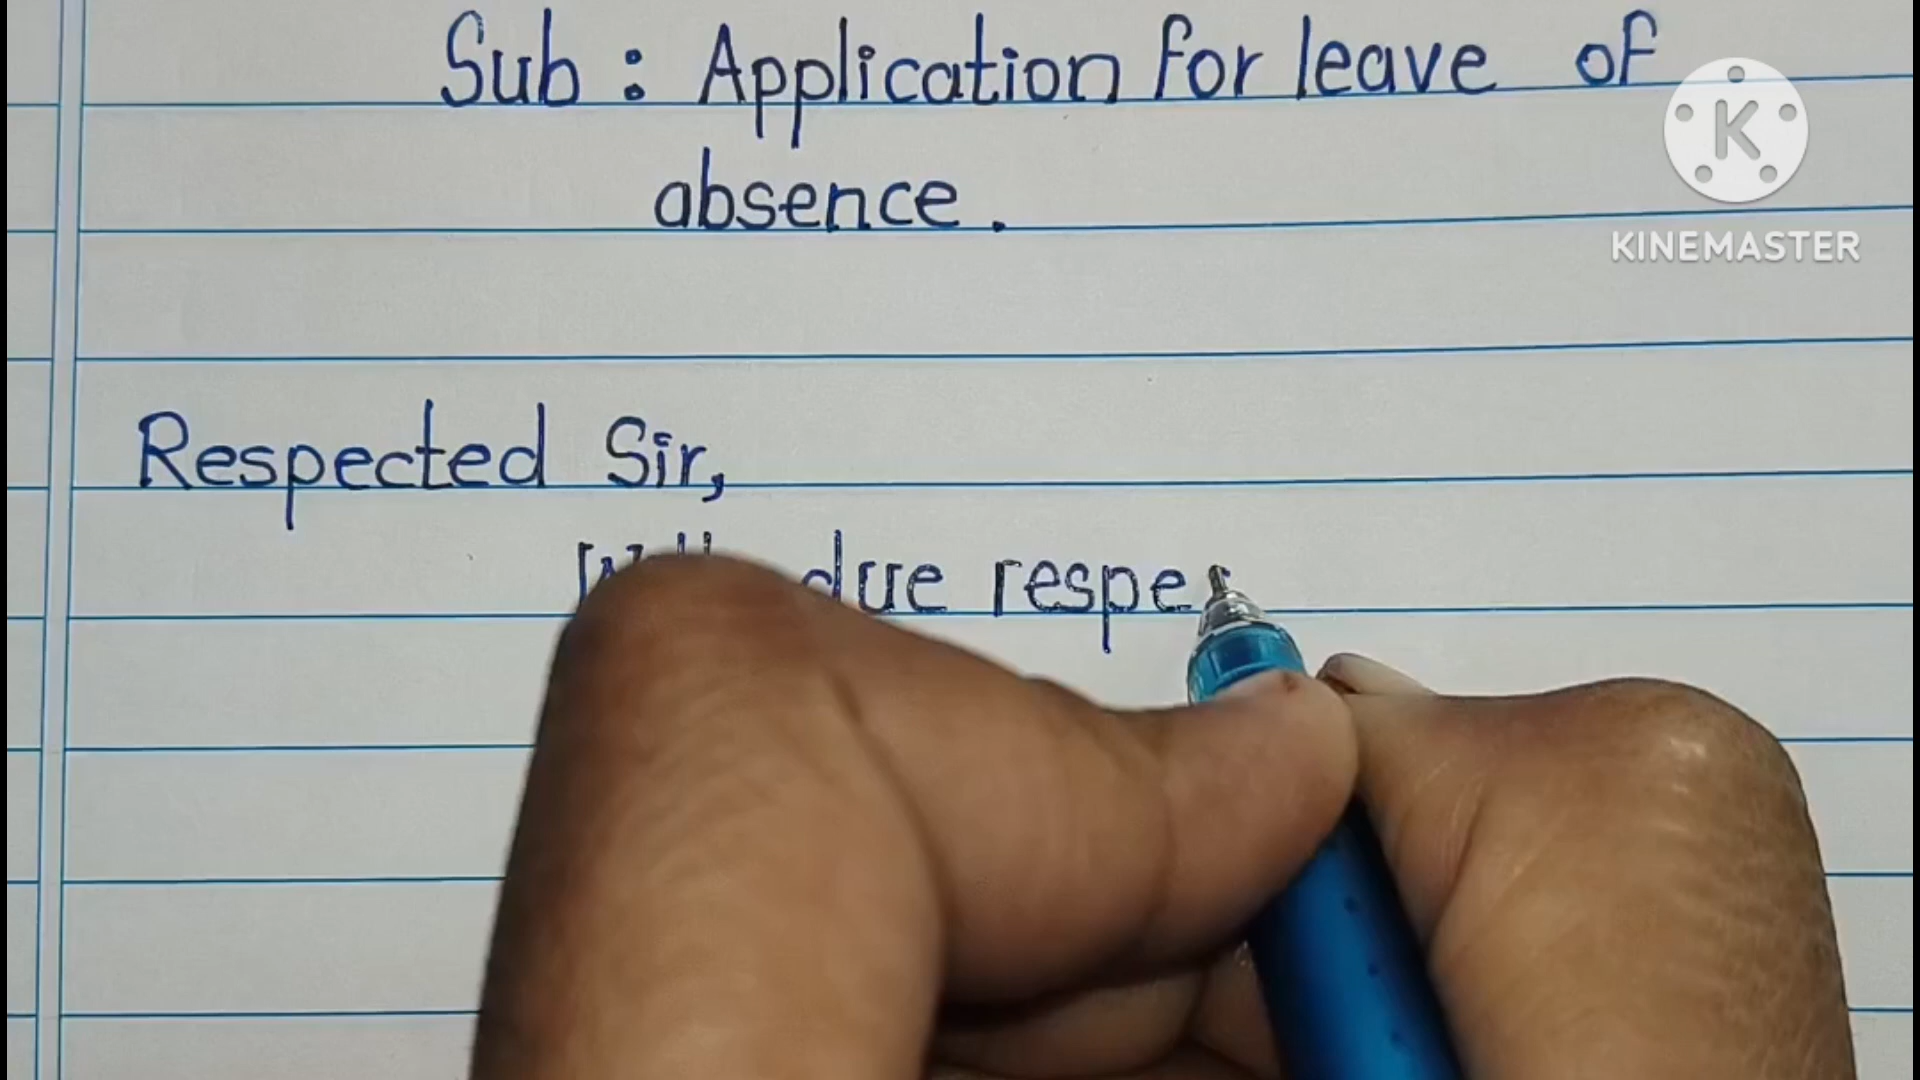 Sub : Application for leave of
absence.
K
KINEMASTER
Respected Sir,
due respe